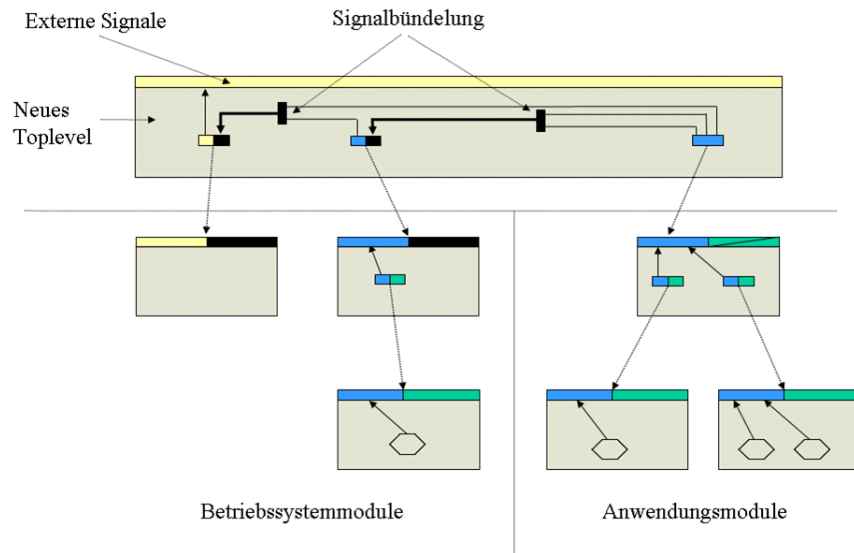 Externe Signale
Signalbündelung
Neues
Toplevel
Betriebssystemmodule
Anwendungsmodule